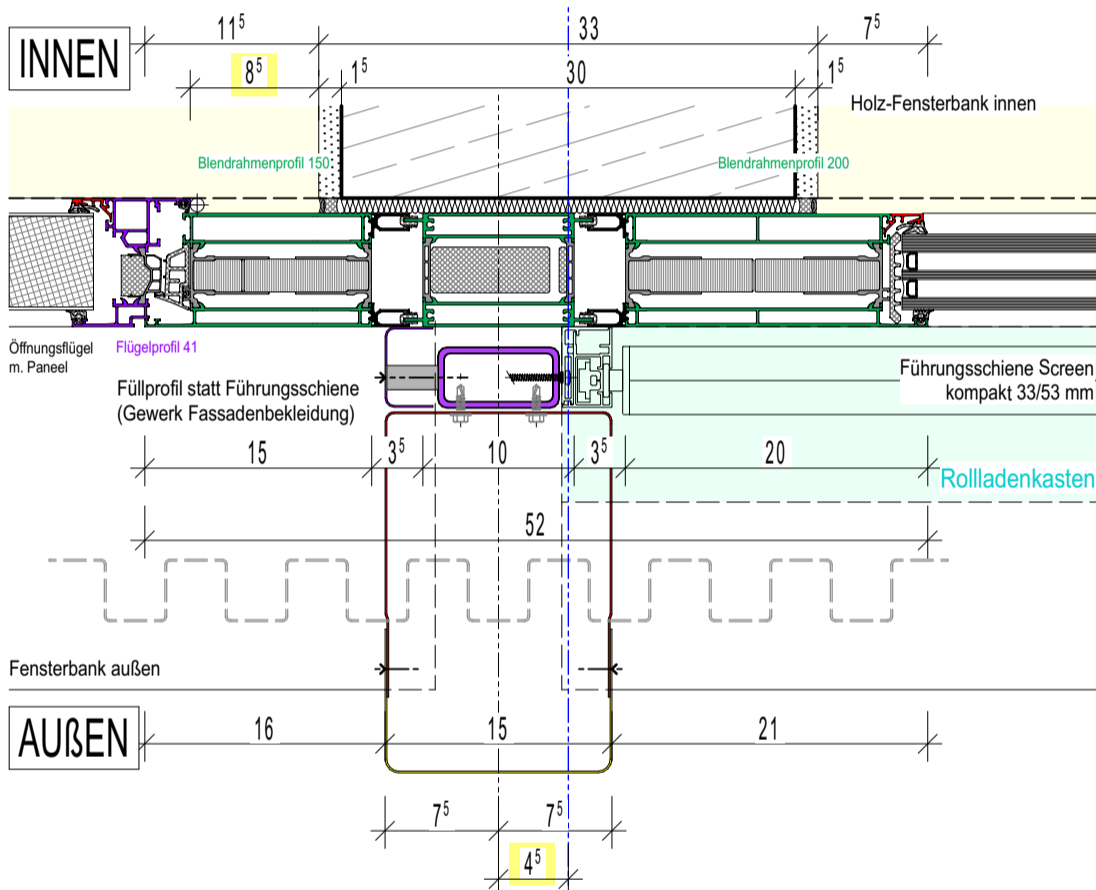 11⁵ 33 7⁵
INNEN
8⁵ 1⁵ 30 1⁵
Holz-Fensterbank innen
Blendrahmenprofil 150 Blendrahmenprofil 200
Öffnungsflügel
m. Paneel
Flügelprofil 41
Füllprofil statt Führungsschiene
(Gewerk Fassadenbekleidung)
Führungsschiene Screen
kompakt 33/53 mm
15 3⁵ 10 3⁵ 20
Rollladenkasten
52
Fensterbank außen
AUßEN
16 15 21
7⁵ 7⁵
4⁵